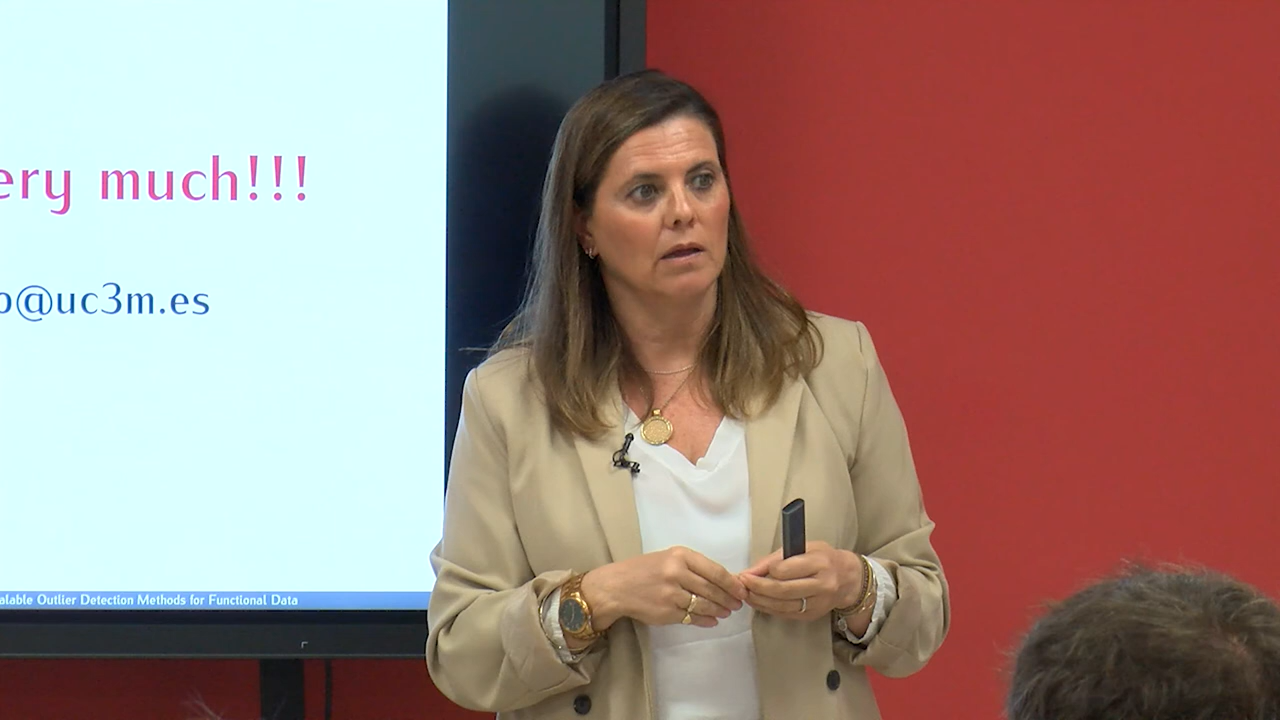 ery much!!!
o@uc3m.es
alable Outlier Detection Methods for Functional Data